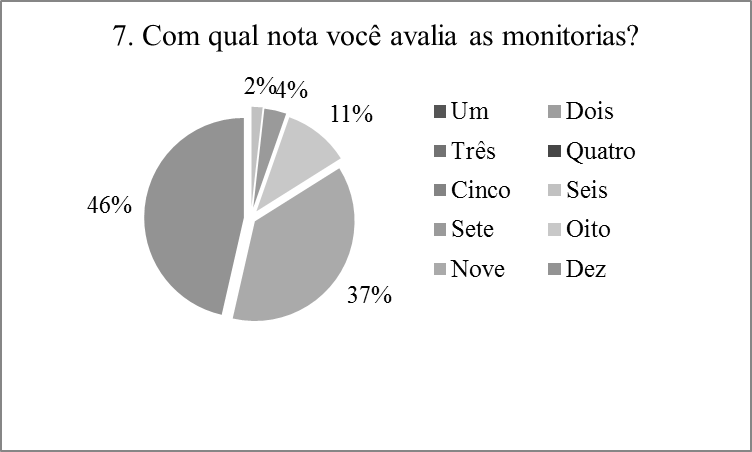 7. Com qual nota você avalia as monitorias?
2%
4%
11%
46%
37%
Um
Dois
Três
Quatro
Cinco
Seis
Sete
Oito
Nove
Dez